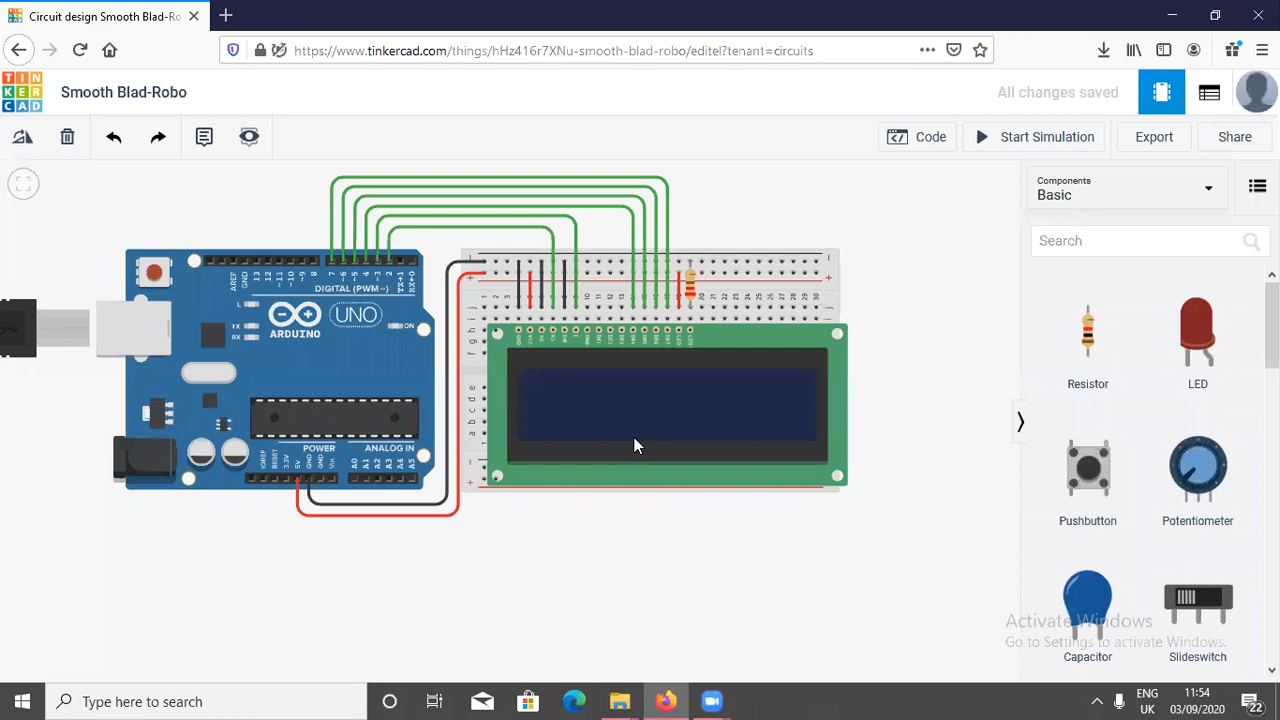 Circuit design Smooth Blad-Ro
https://www.tinkercad.com/things/hHz416r7XNu-smooth-blad-robo/editel?tenant=circuits
TIN
KER
CAD
Smooth Blad-Robo
All changes saved
Code
Start Simulation
Export
Share
Components
Basic
Search
Resistor
LED
Pushbutton
Potentiometer
Capacitor
Slideswitch
AREF
GND
13
12
~11
~10
~9
8
7
~6
~5
4
~3
2
TX→1
RX←0
DIGITAL (PWM~)
L
TX
RX
UNO
ON
ARDUINO
POWER
ANALOG IN
IOREF
RESET
3.3V
5V
GND
GND
Vin
A0
A1
A2
A3
A4
A5
Activate Windows
Go to Settings to activate Windows.
Type here to search
ENG
UK
11:54
03/09/2020
22